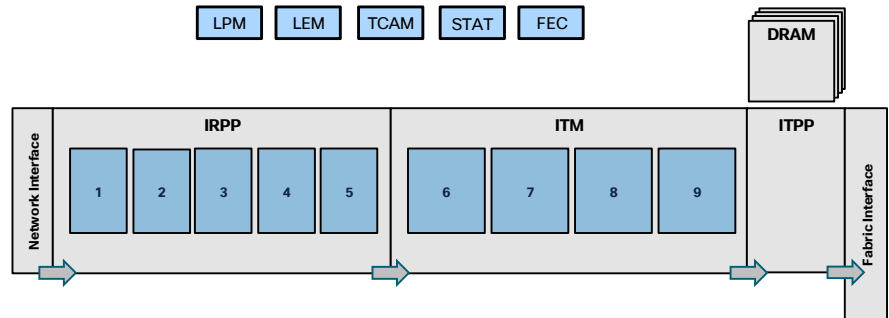 LPM
LEM
TCAM
STAT
FEC
DRAM
Network Interface
IRPP
1
2
3
4
5
ITM
6
7
8
9
ITPP
Fabric Interface